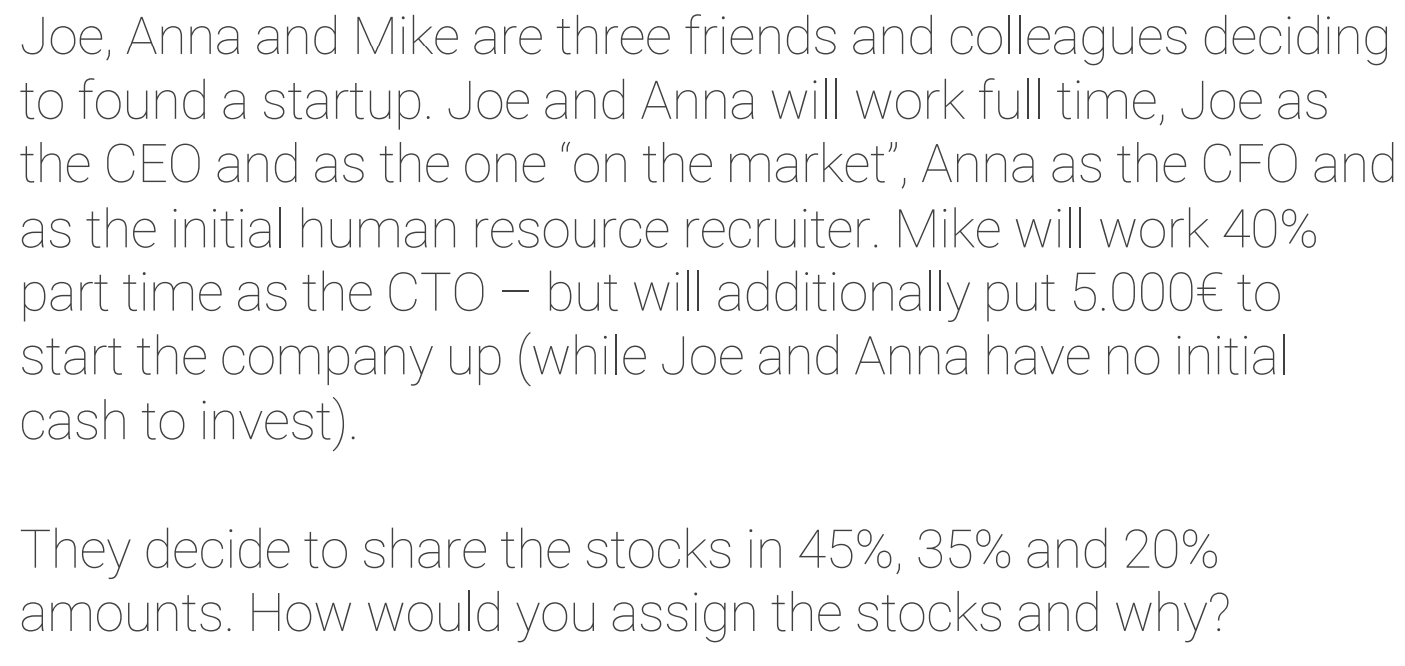 Joe, Anna and Mike are three friends and colleagues deciding
to found a startup. Joe and Anna will work full time, Joe as
the CEO and as the one “on the market”, Anna as the CFO and
as the initial human resource recruiter. Mike will work 40%
part time as the CTO – but will additionally put 5.000€ to
start the company up (while Joe and Anna have no initial
cash to invest).
They decide to share the stocks in 45%, 35% and 20%
amounts. How would you assign the stocks and why?